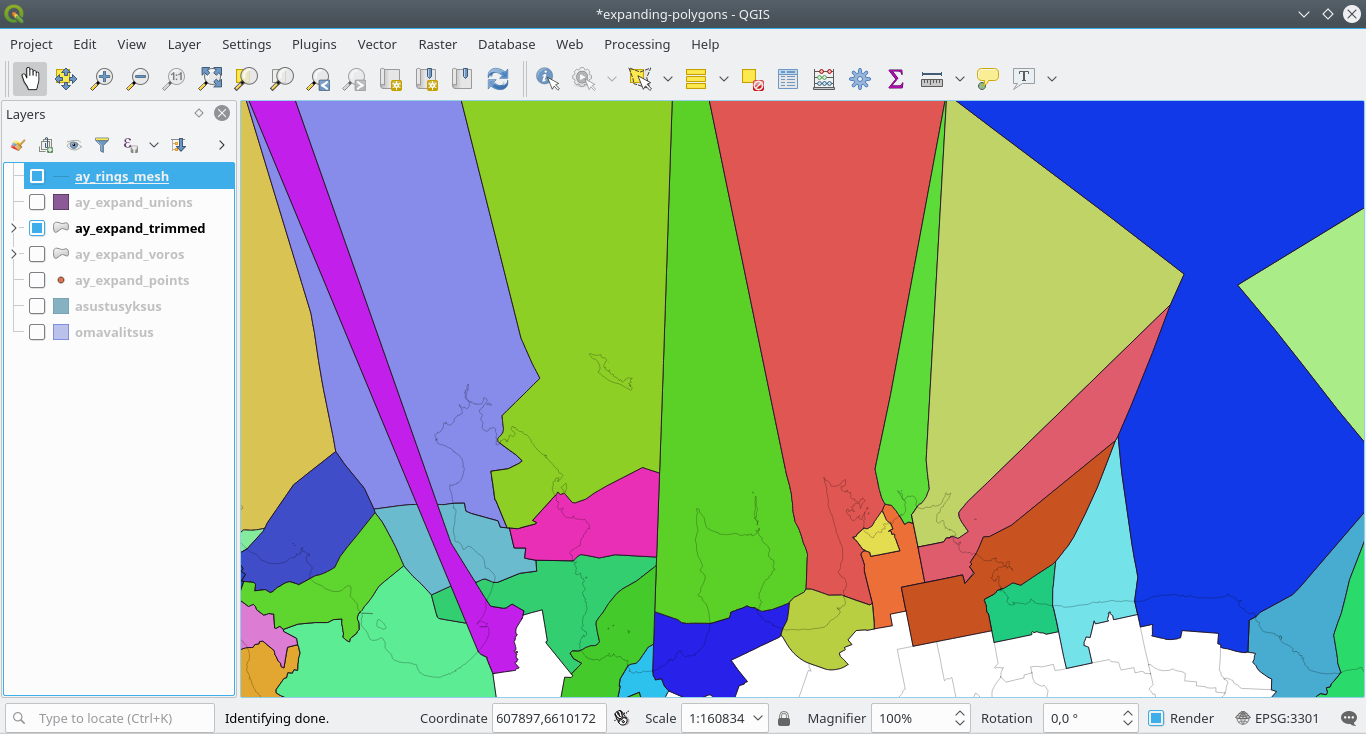 *expanding-polygons - QGIS
Project Edit View Layer Settings Plugins Vector Raster Database Web Processing Help
1:1
Σ
T
Layers
ε
ay_rings_mesh
ay_expand_unions
ay_expand_trimmed
ay_expand_voros
ay_expand_points
asustusyksus
omavalitsus
Type to locate (Ctrl+K) Identifying done. Coordinate 607897,6610172 Scale 1:160834 Magnifier 100% Rotation 0,0 ° Render EPSG:3301